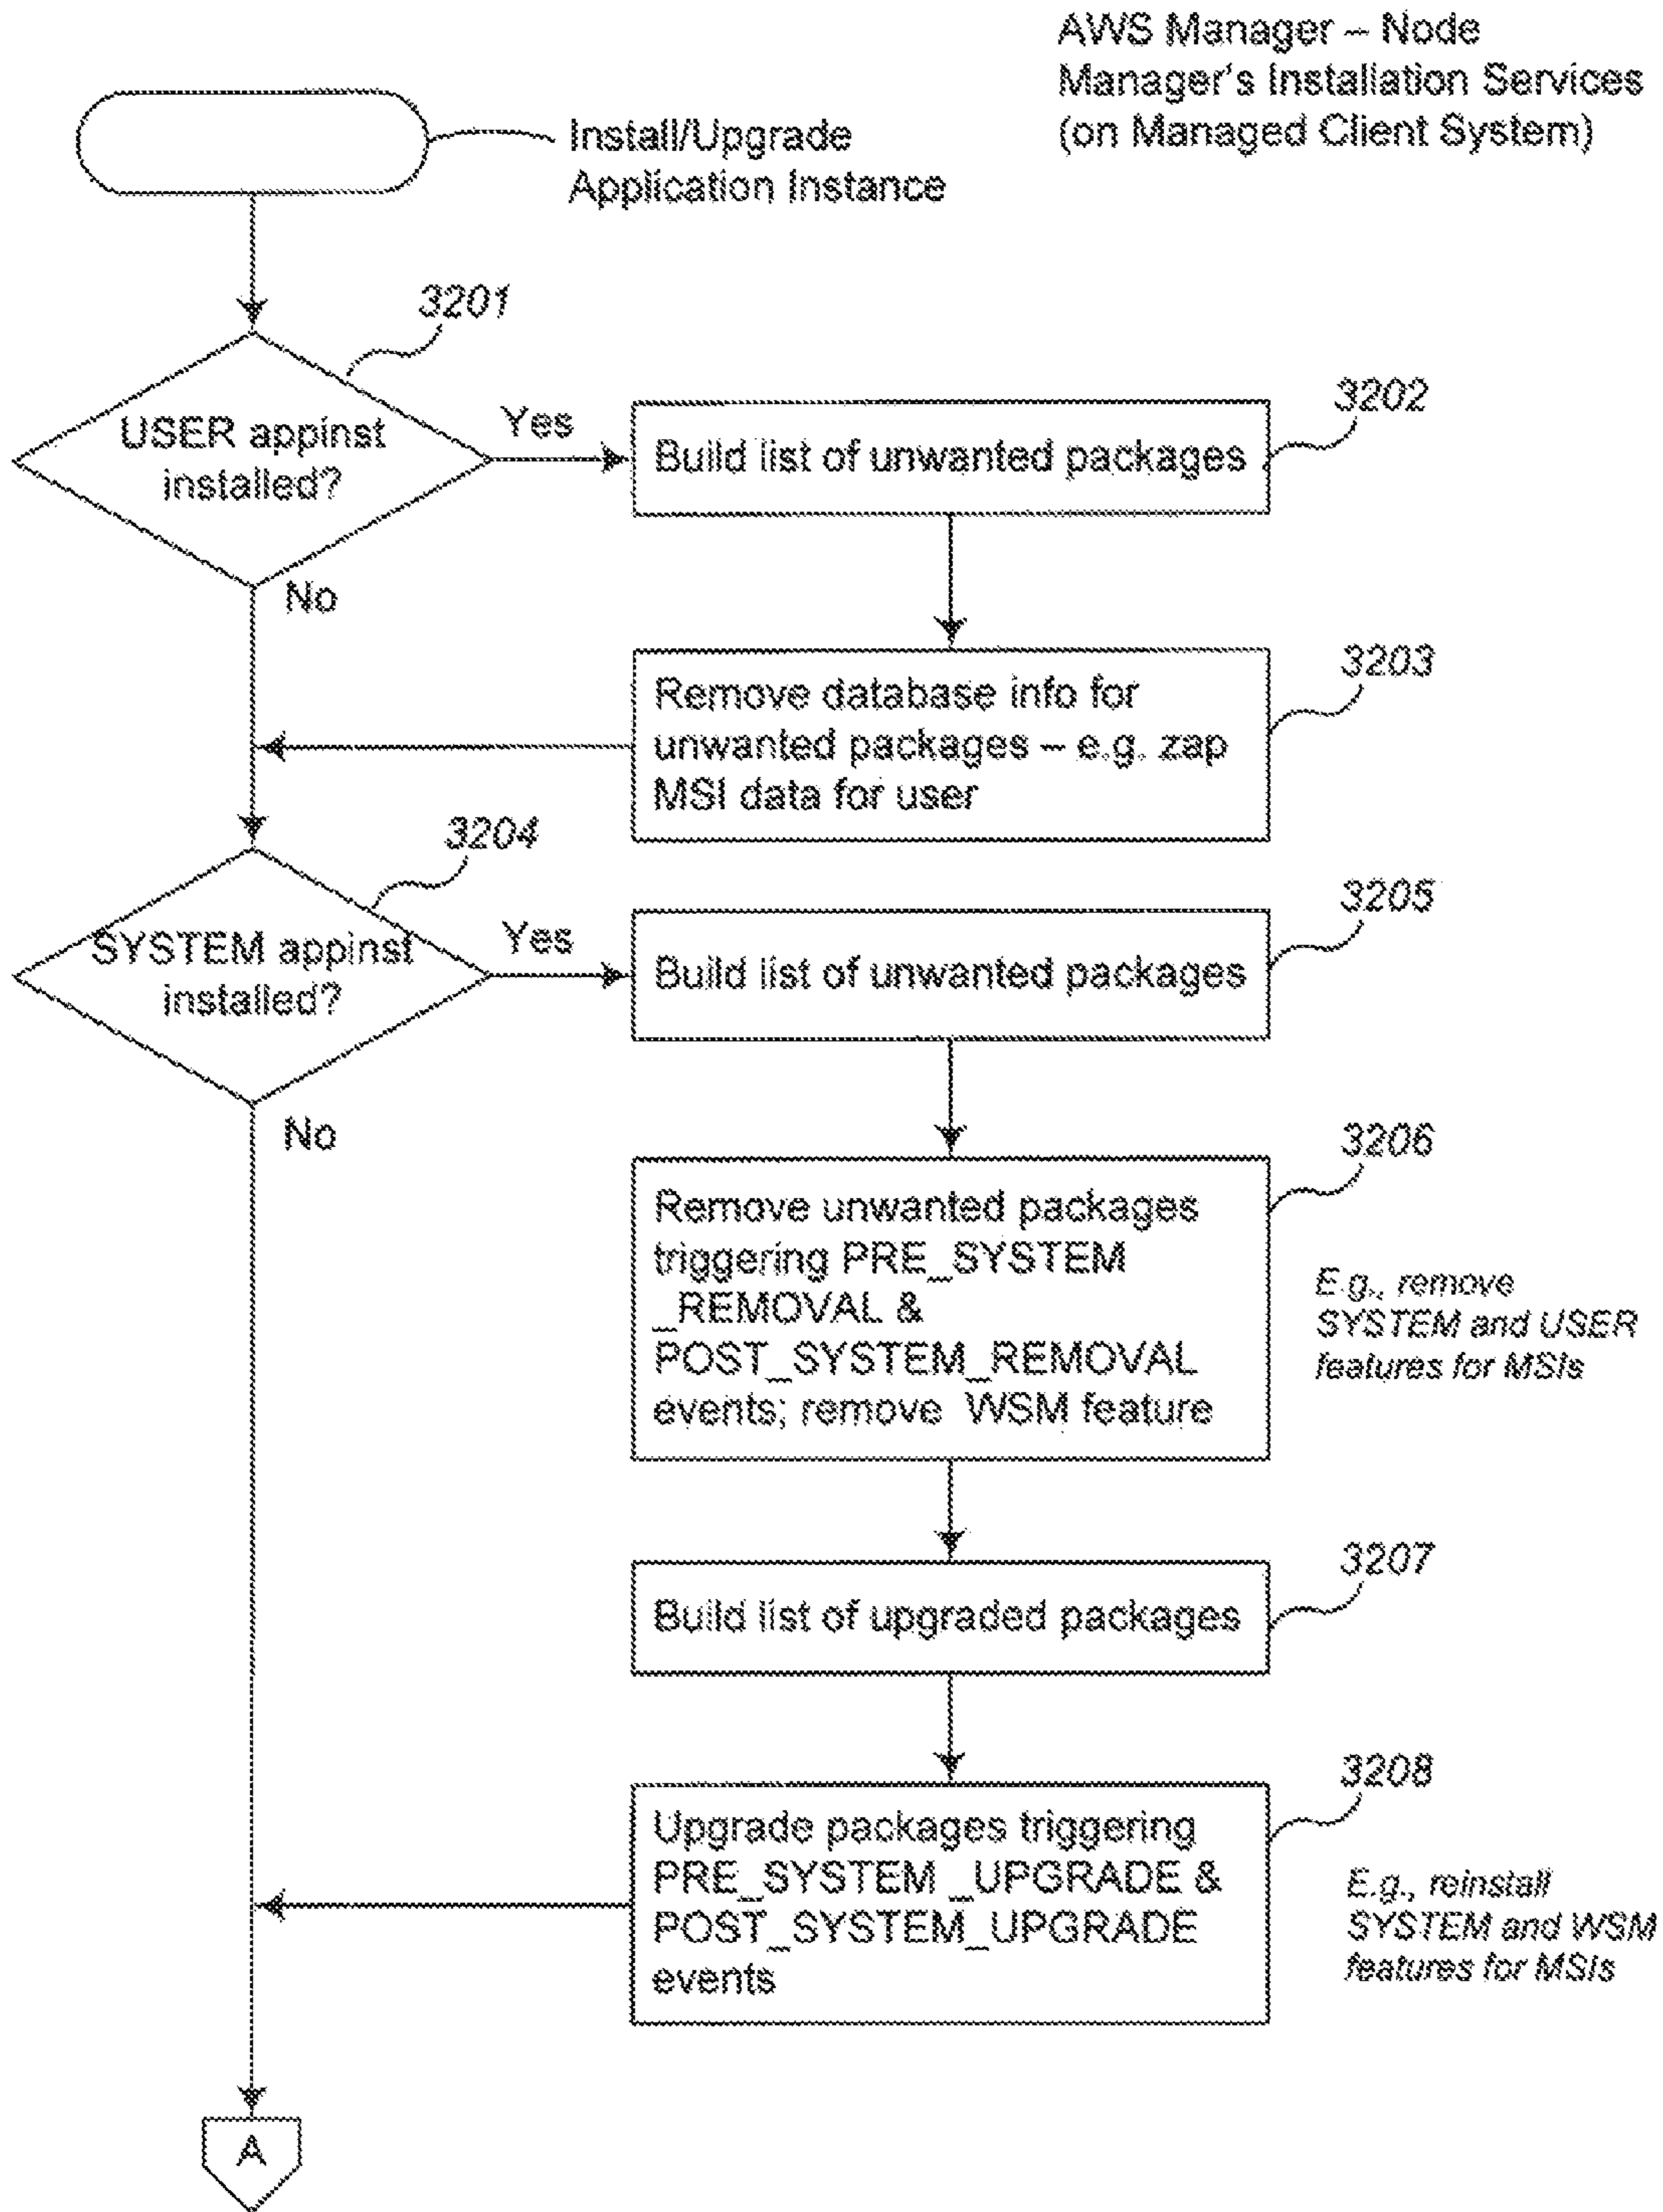 AWS Manager – Node
Manager's Installation Services
(on Managed Client System)
Install/Upgrade
Application Instance
3201
USER appinst
installed?
Yes
No
3202
Build list of unwanted packages
3203
Remove database info for
unwanted packages – e.g. zap
MSI data for user
3204
SYSTEM appinst
installed?
Yes
No
3205
Build list of unwanted packages
3206
Remove unwanted packages
triggering PRE_SYSTEM
_REMOVAL &
POST_SYSTEM_REMOVAL
events; remove WSM feature
E.g., remove
SYSTEM and USER
features for MSIs
3207
Build list of upgraded packages
3208
Upgrade packages triggering
PRE_SYSTEM _UPGRADE &
POST_SYSTEM_UPGRADE
events
E.g., reinstall
SYSTEM and WSM
features for MSIs
A